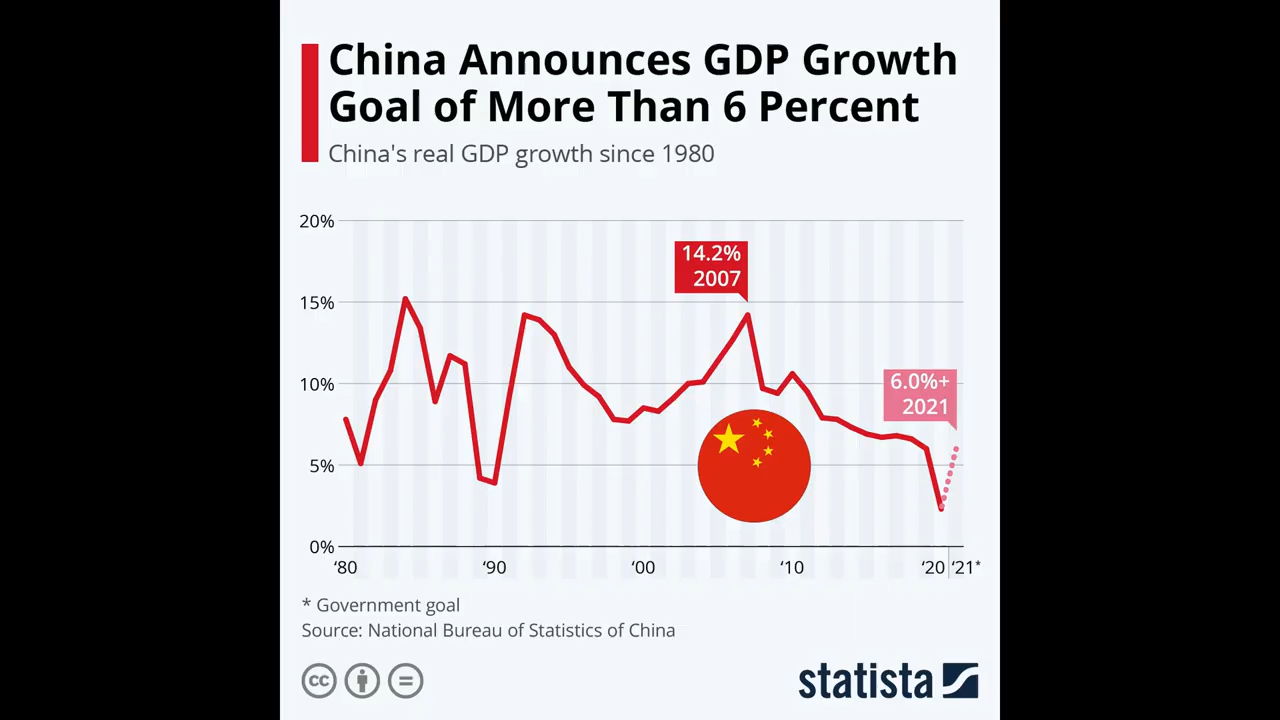 China Announces GDP Growth
Goal of More Than 6 Percent
China's real GDP growth since 1980
20%
14.2%
2007
15%
10%
6.0%+
2021
5%
0%
‘80
‘90
‘00
‘10
‘20
‘21*
* Government goal
Source: National Bureau of Statistics of China
cc
=
statista